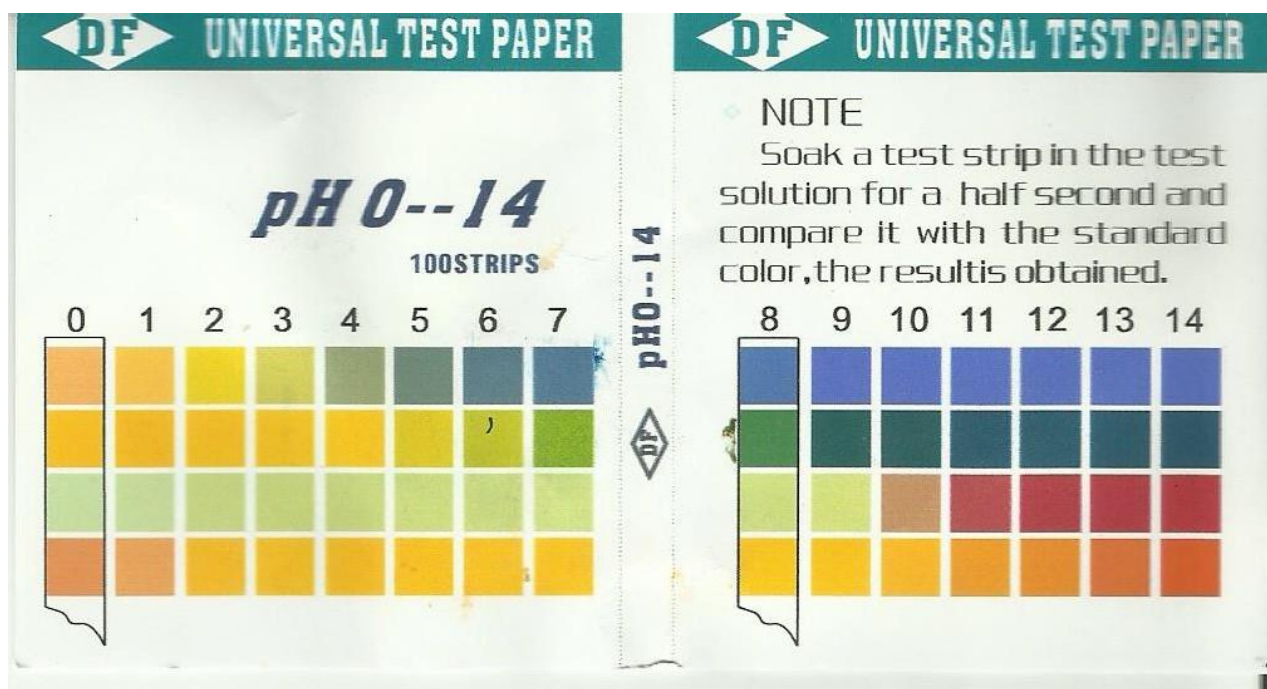 DF UNIVERSAL TEST PAPER
pH 0--14
100STRIPS
0 1 2 3 4 5 6 7
pH0--14
DF
DF UNIVERSAL TEST PAPER
NOTE
Soak a test strip in the test
solution for a half second and
compare it with the standard
color,the resultis obtained.
8 9 10 11 12 13 14